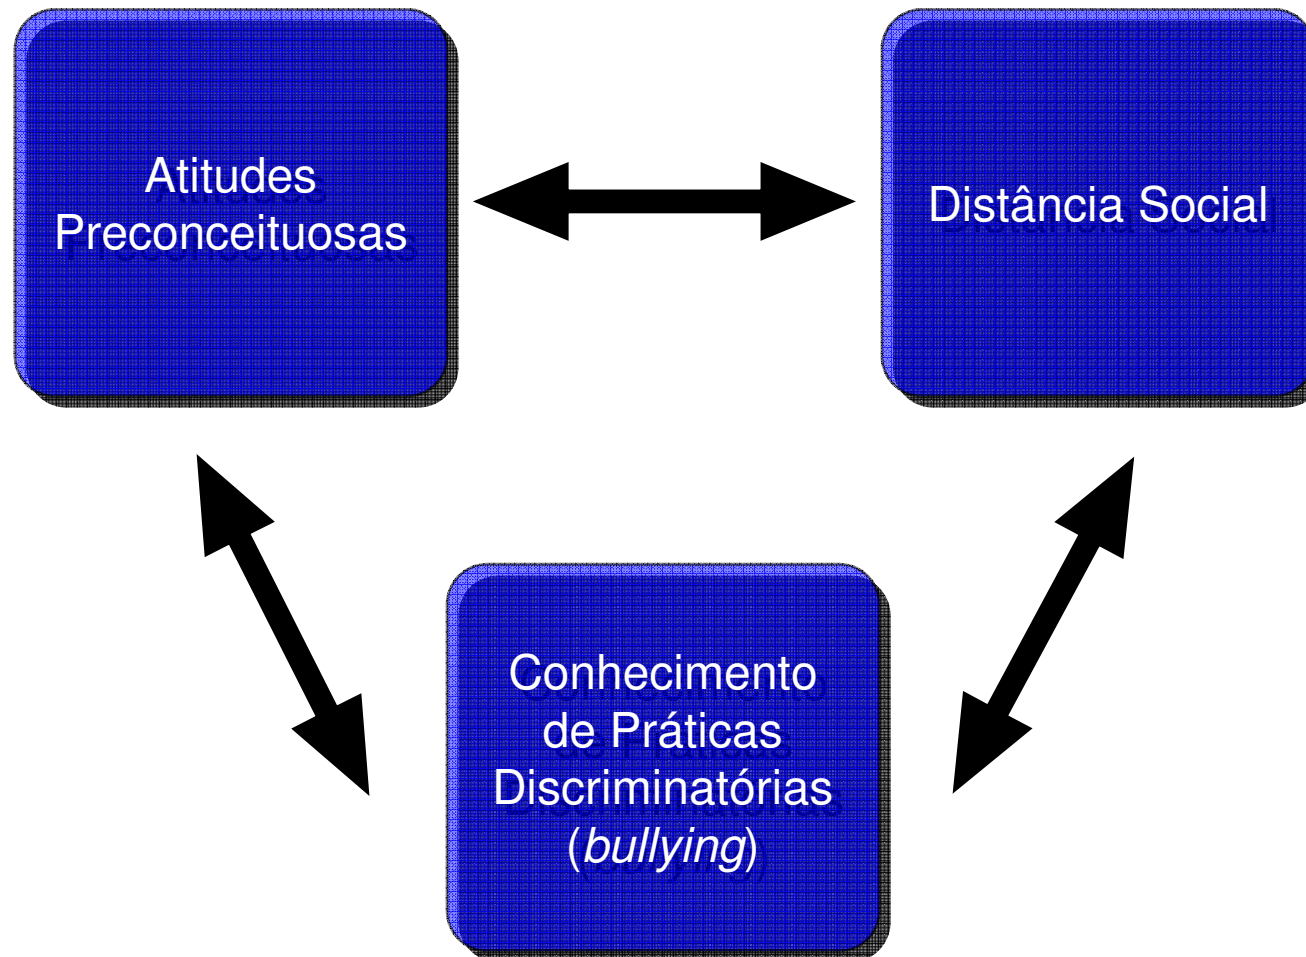 Atitudes
Preconceituosas
Distância Social
Conhecimento
de Práticas
Discriminatórias
(bullying)